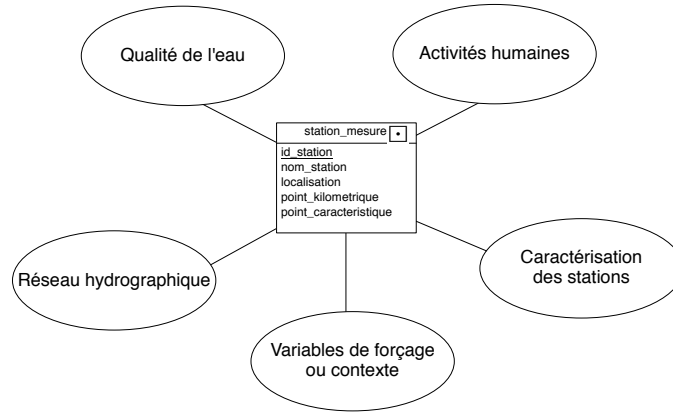 Qualité de l'eau
Activités humaines
station_mesure
id_station
nom_station
localisation
point_kilometrique
point_caracteristique
Réseau hydrographique
Caractérisation
des stations
Variables de forçage
ou contexte